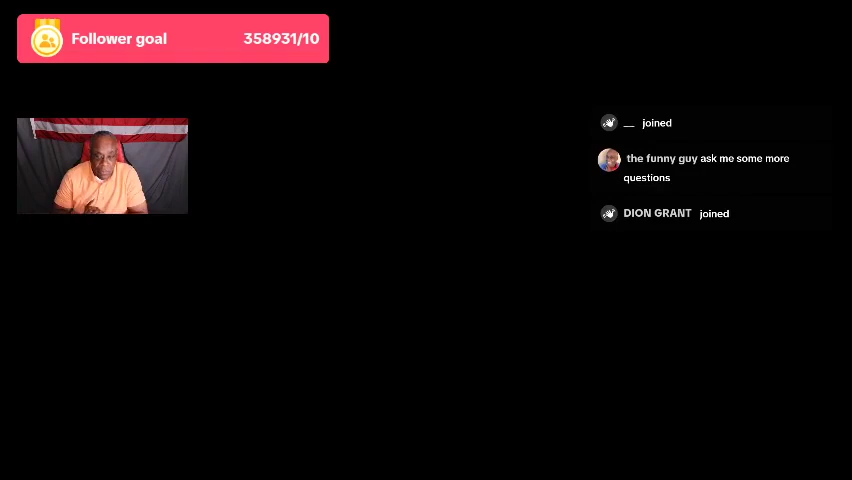 Follower goal 358931/10
__ joined
the funny guy ask me some more
questions
DION GRANT joined